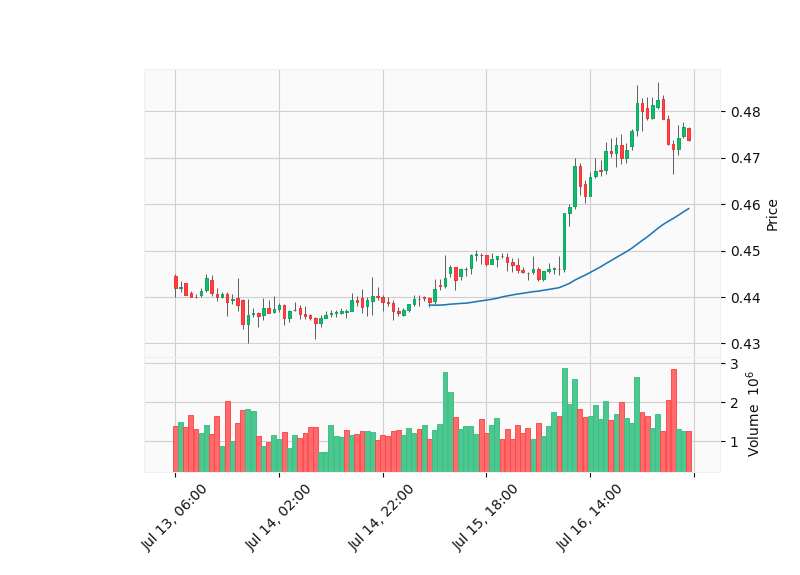 0.48
0.47
0.46
0.45
0.44
0.43
Price
3
2
1
Volume 10^6
Jul 13, 06:00
Jul 14, 02:00
Jul 14, 22:00
Jul 15, 18:00
Jul 16, 14:00